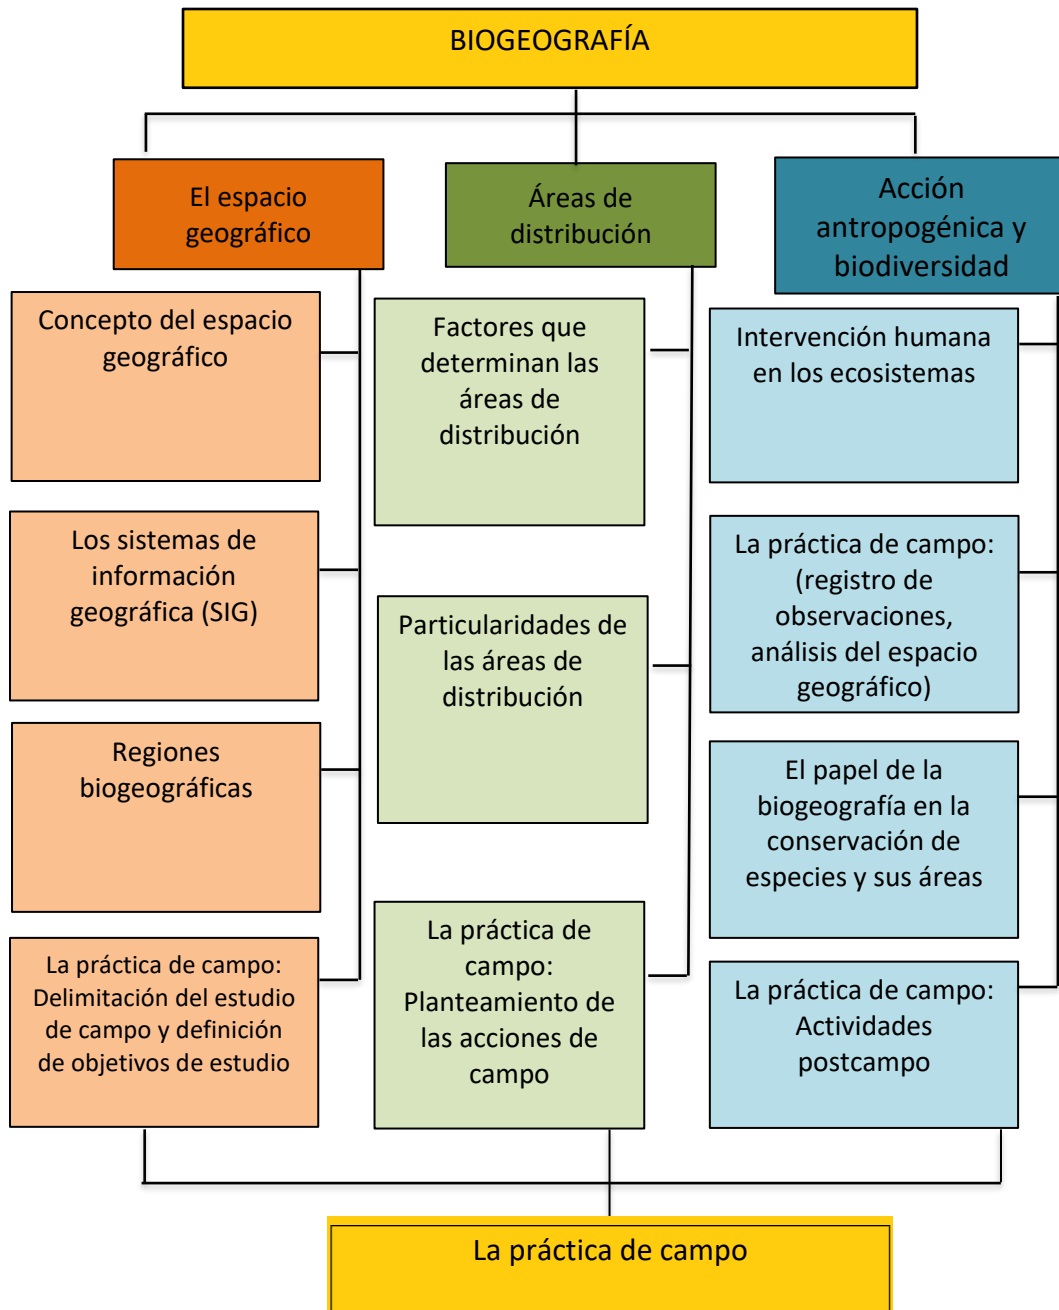 BIOGEOGRAFÍA
El espacio
geográfico
Concepto del espacio
geográfico
Los sistemas de
información
geográfica (SIG)
Regiones
biogeográficas
La práctica de campo:
Delimitación del estudio
de campo y definición
de objetivos de estudio
Áreas de
distribución
Factores que
determinan las
áreas de
distribución
Particularidades de
las áreas de
distribución
La práctica de
campo:
Planteamiento de
las acciones de
campo
Acción
antropogénica y
biodiversidad
Intervención humana
en los ecosistemas
La práctica de campo:
(registro de
observaciones,
análisis del espacio
geográfico)
El papel de la
biogeografía en la
conservación de
especies y sus áreas
La práctica de campo:
Actividades
postcampo
La práctica de campo